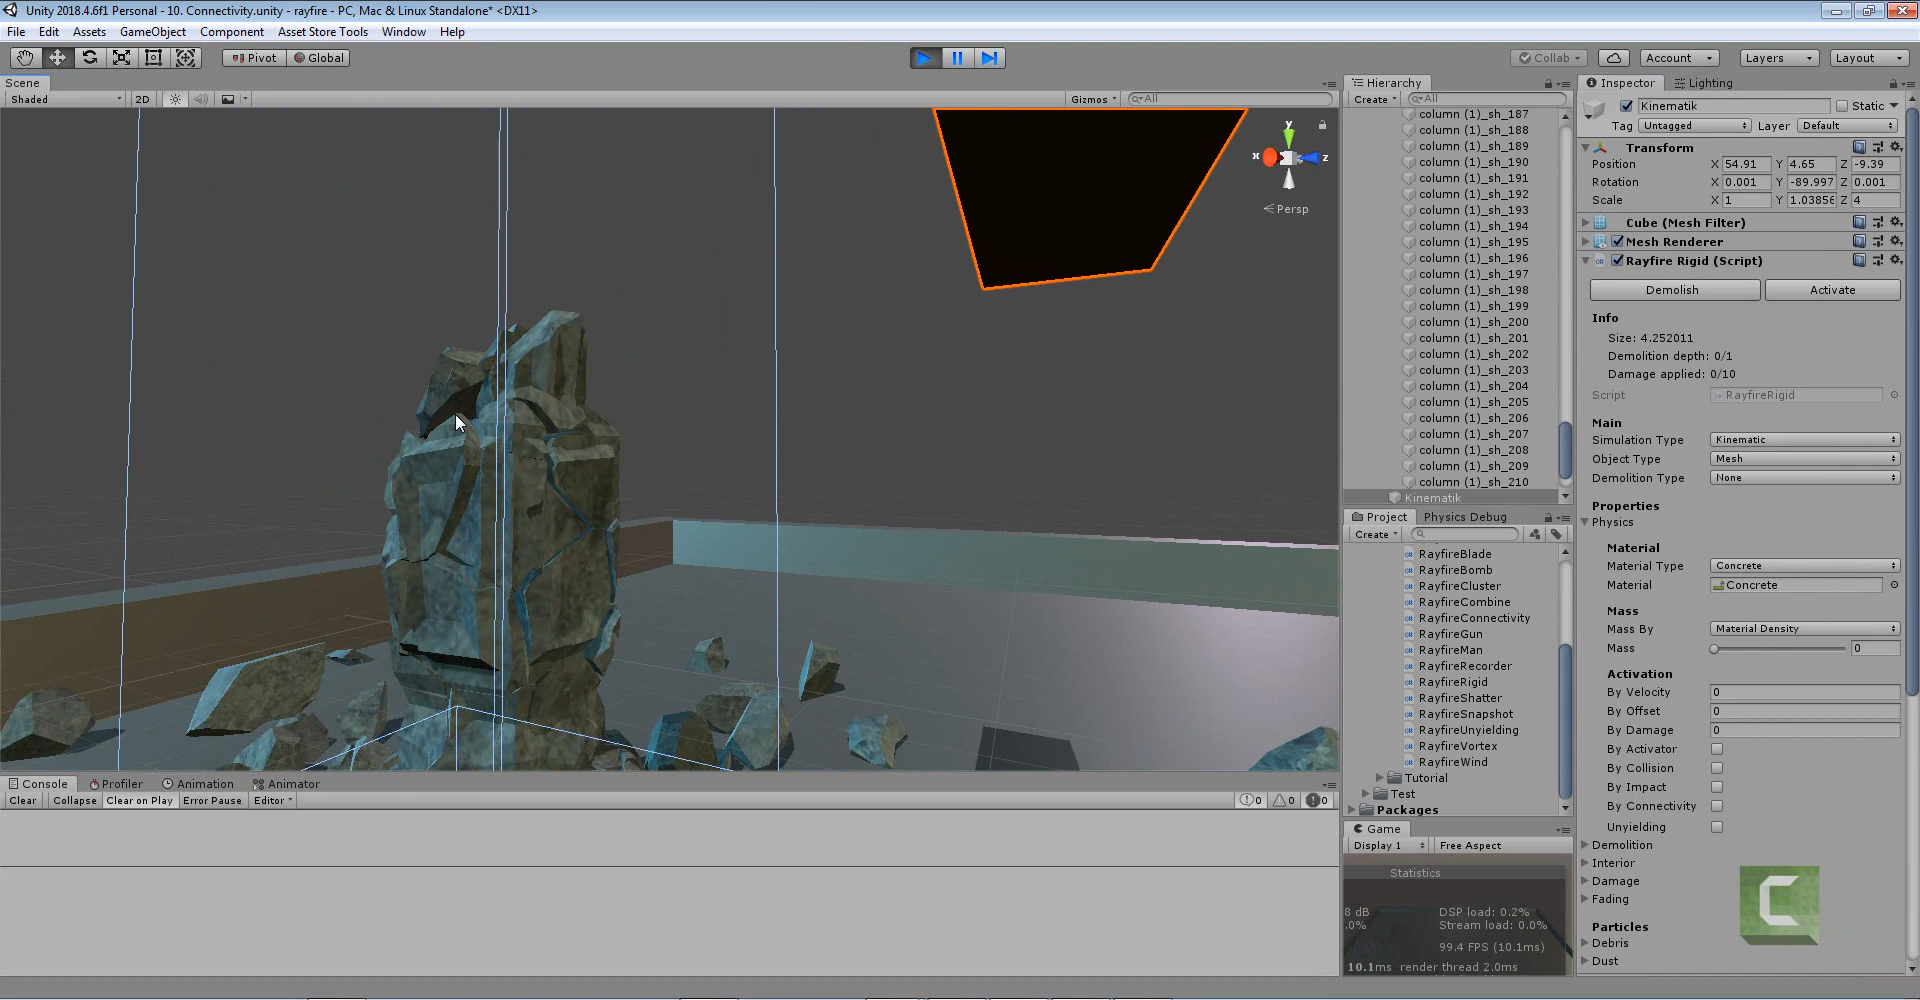 Unity 2018.4.6f1 Personal - 10. Connectivity.unity - rayfire - PC, Mac & Linux Standalone* <DX11>
File Edit Assets GameObject Component Asset Store Tools Window Help
Pivot Global Collab Account Layers Layout
Scene
Shaded 2D Gizmos All
y
x z
Persp
Hierarchy
Create All
column (1)_sh_187
column (1)_sh_188
column (1)_sh_189
column (1)_sh_190
column (1)_sh_191
column (1)_sh_192
column (1)_sh_193
column (1)_sh_194
column (1)_sh_195
column (1)_sh_196
column (1)_sh_197
column (1)_sh_198
column (1)_sh_199
column (1)_sh_200
column (1)_sh_201
column (1)_sh_202
column (1)_sh_203
column (1)_sh_204
column (1)_sh_205
column (1)_sh_206
column (1)_sh_207
column (1)_sh_208
column (1)_sh_209
column (1)_sh_210
Kinematik
Project Physics Debug
Create
RayfireBlade
RayfireBomb
RayfireCluster
RayfireCombine
RayfireConnectivity
RayfireGun
RayfireMan
RayfireRecorder
RayfireRigid
RayfireShatter
RayfireSnapshot
RayfireUnyielding
RayfireVortex
RayfireWind
Tutorial
Test
Packages
Game
Display 1 Free Aspect
Statistics
8 dB DSP load: 0.2%
.0% Stream load: 0.0%
99.4 FPS (10.1ms)
10.1ms render thread 2.0ms
Inspector Lighting
Kinematik Static
Tag Untagged Layer Default
Transform
Position X 54.91 Y 4.65 Z -9.39
Rotation X 0.001 Y -89.997 Z 0.001
Scale X 1 Y 1.03856 Z 4
Cube (Mesh Filter)
Mesh Renderer
Rayfire Rigid (Script)
Demolish Activate
Info
Size: 4.252011
Demolition depth: 0/1
Damage applied: 0/10
Script RayfireRigid
Main
Simulation Type Kinematic
Object Type Mesh
Demolition Type None
Properties
Physics
Material
Material Type Concrete
Material Concrete
Mass
Mass By Material Density
Mass 0
Activation
By Velocity 0
By Offset 0
By Damage 0
By Activator
By Collision
By Impact
By Connectivity
Unyielding
Demolition
Interior
Damage
Fading
Particles
Debris
Dust
Console Profiler Animation Animator
Clear Collapse Clear on Play Error Pause Editor 0 0 0